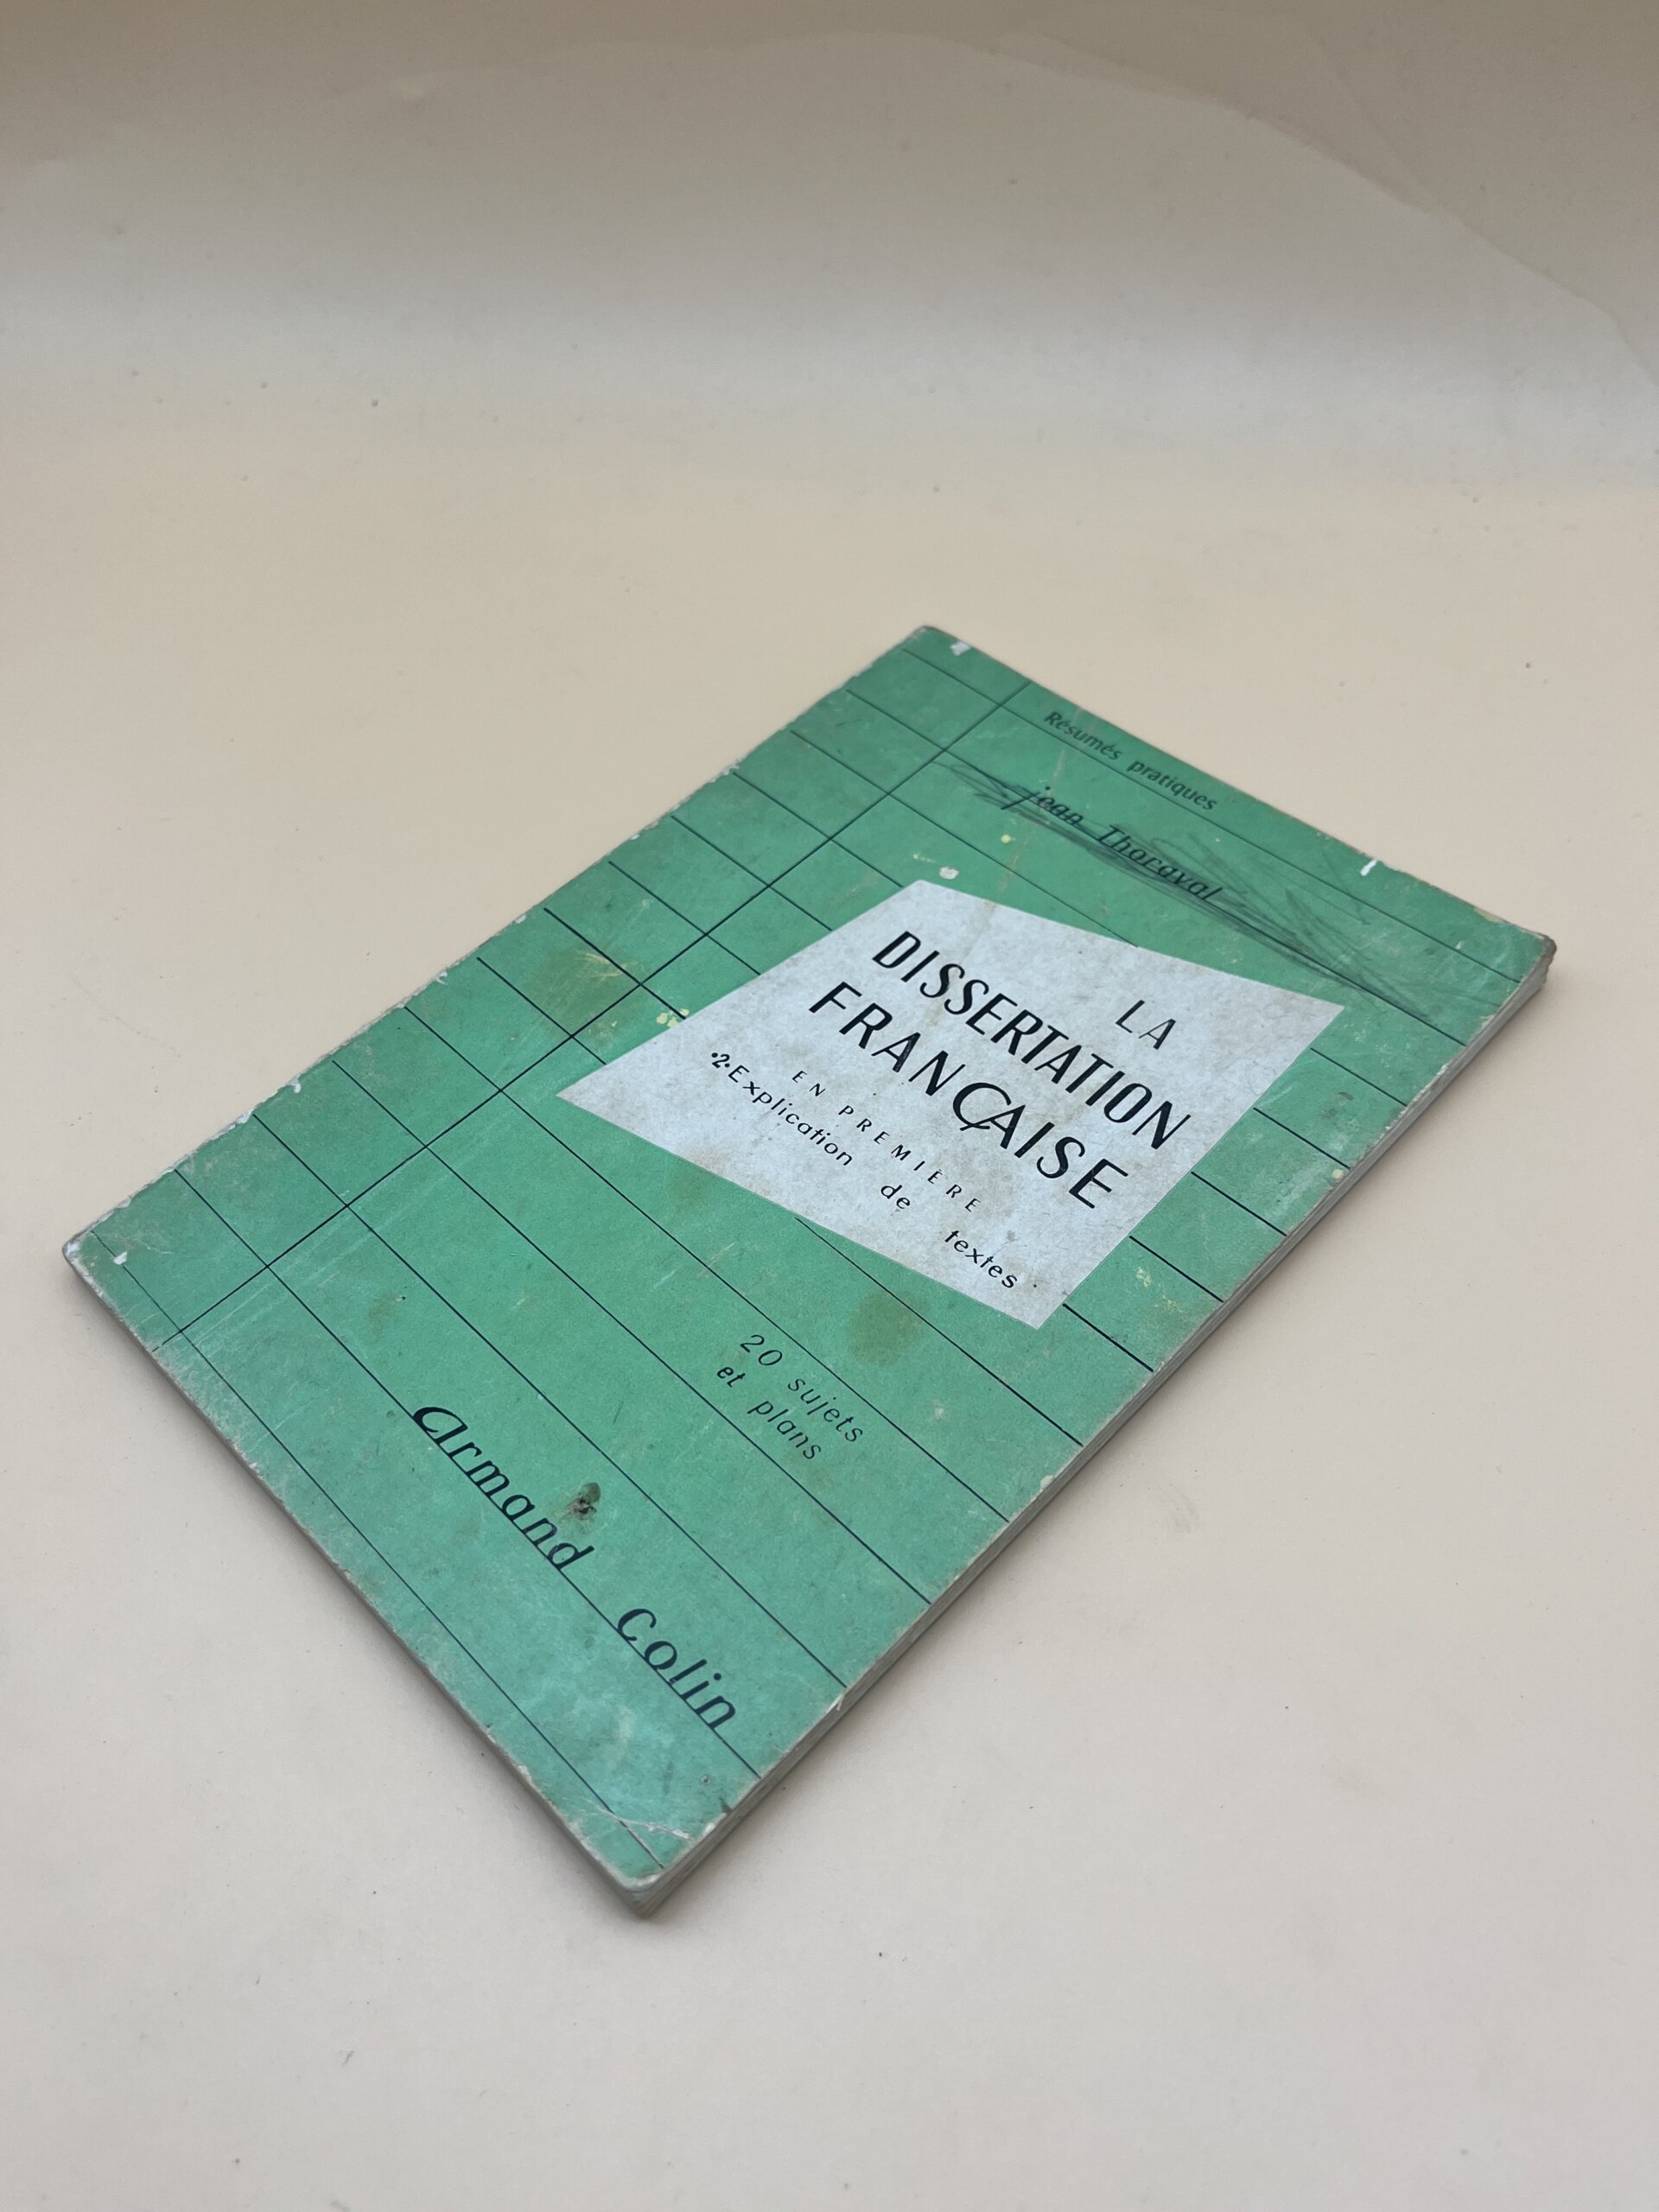 Résumés pratiques
jean Thoraval
LA
DISSERTATION
FRANÇAISE
EN PREMIÈRE
•2•Explication de textes
20 sujets
et plans
armand colin